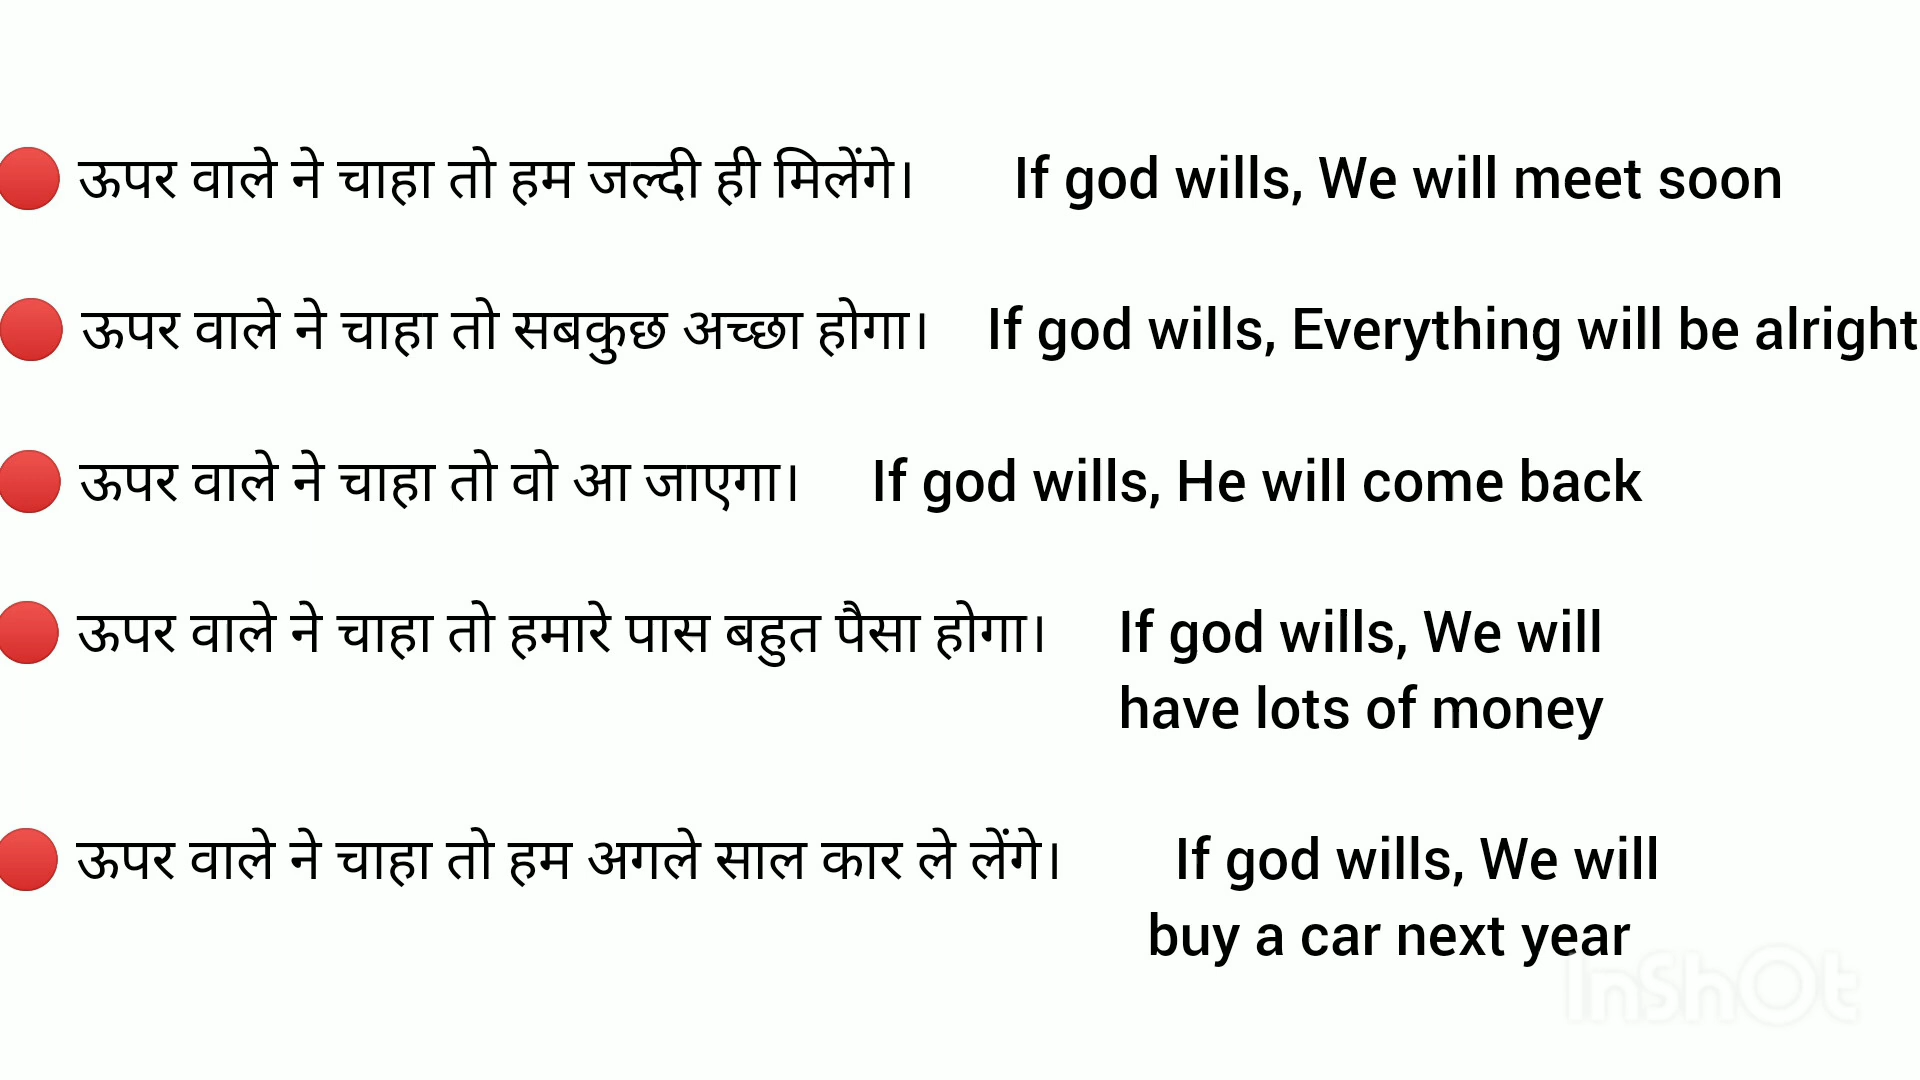 ऊपर वाले ने चाहा तो हम जल्दी ही मिलेंगे। If god wills, We will meet soon
ऊपर वाले ने चाहा तो सबकुछ अच्छा होगा। If god wills, Everything will be alright
ऊपर वाले ने चाहा तो वो आ जाएगा। If god wills, He will come back
ऊपर वाले ने चाहा तो हमारे पास बहुत पैसा होगा। If god wills, We will
have lots of money
ऊपर वाले ने चाहा तो हम अगले साल कार ले लेंगे। If god wills, We will
buy a car next year
InShOt